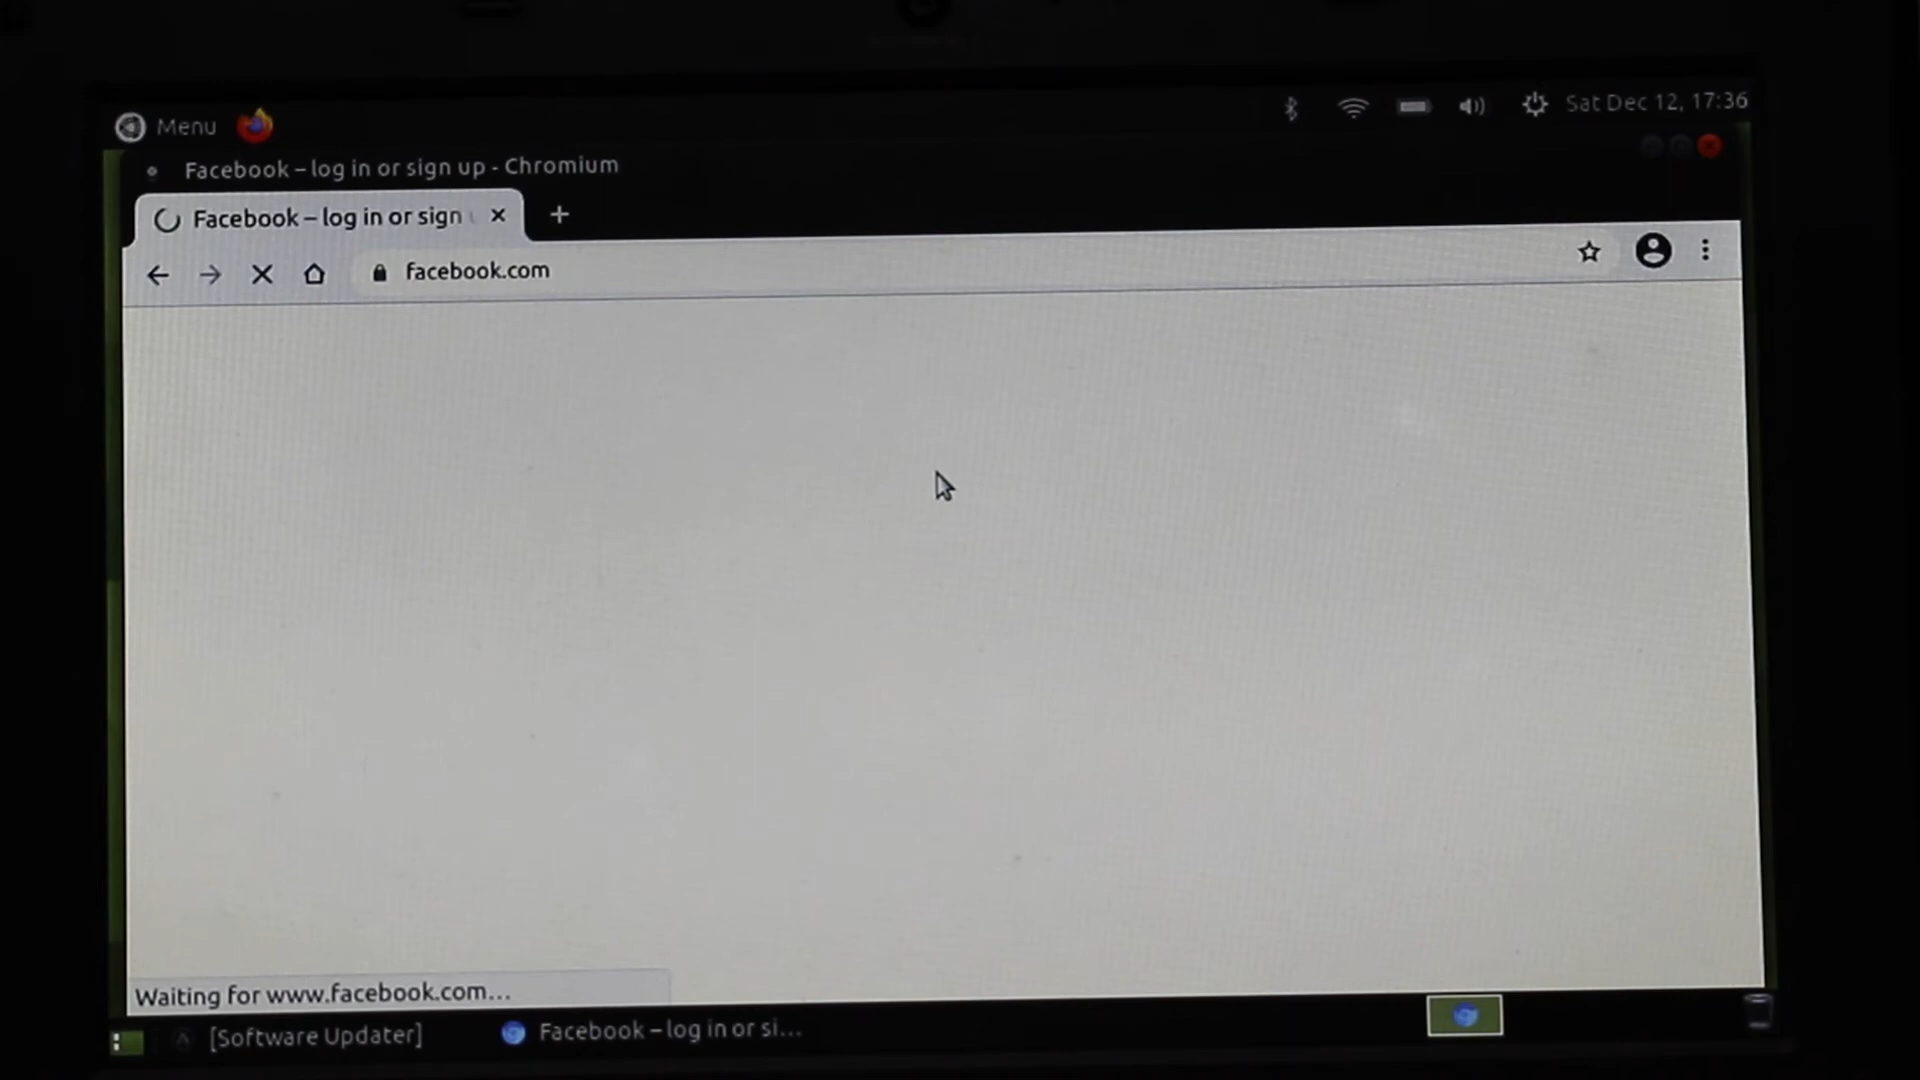 Menu
Sat Dec 12, 17:36
Facebook – log in or sign up - Chromium
Facebook – log in or sign
facebook.com
Waiting for www.facebook.com...
[Software Updater]
Facebook – log in or si...